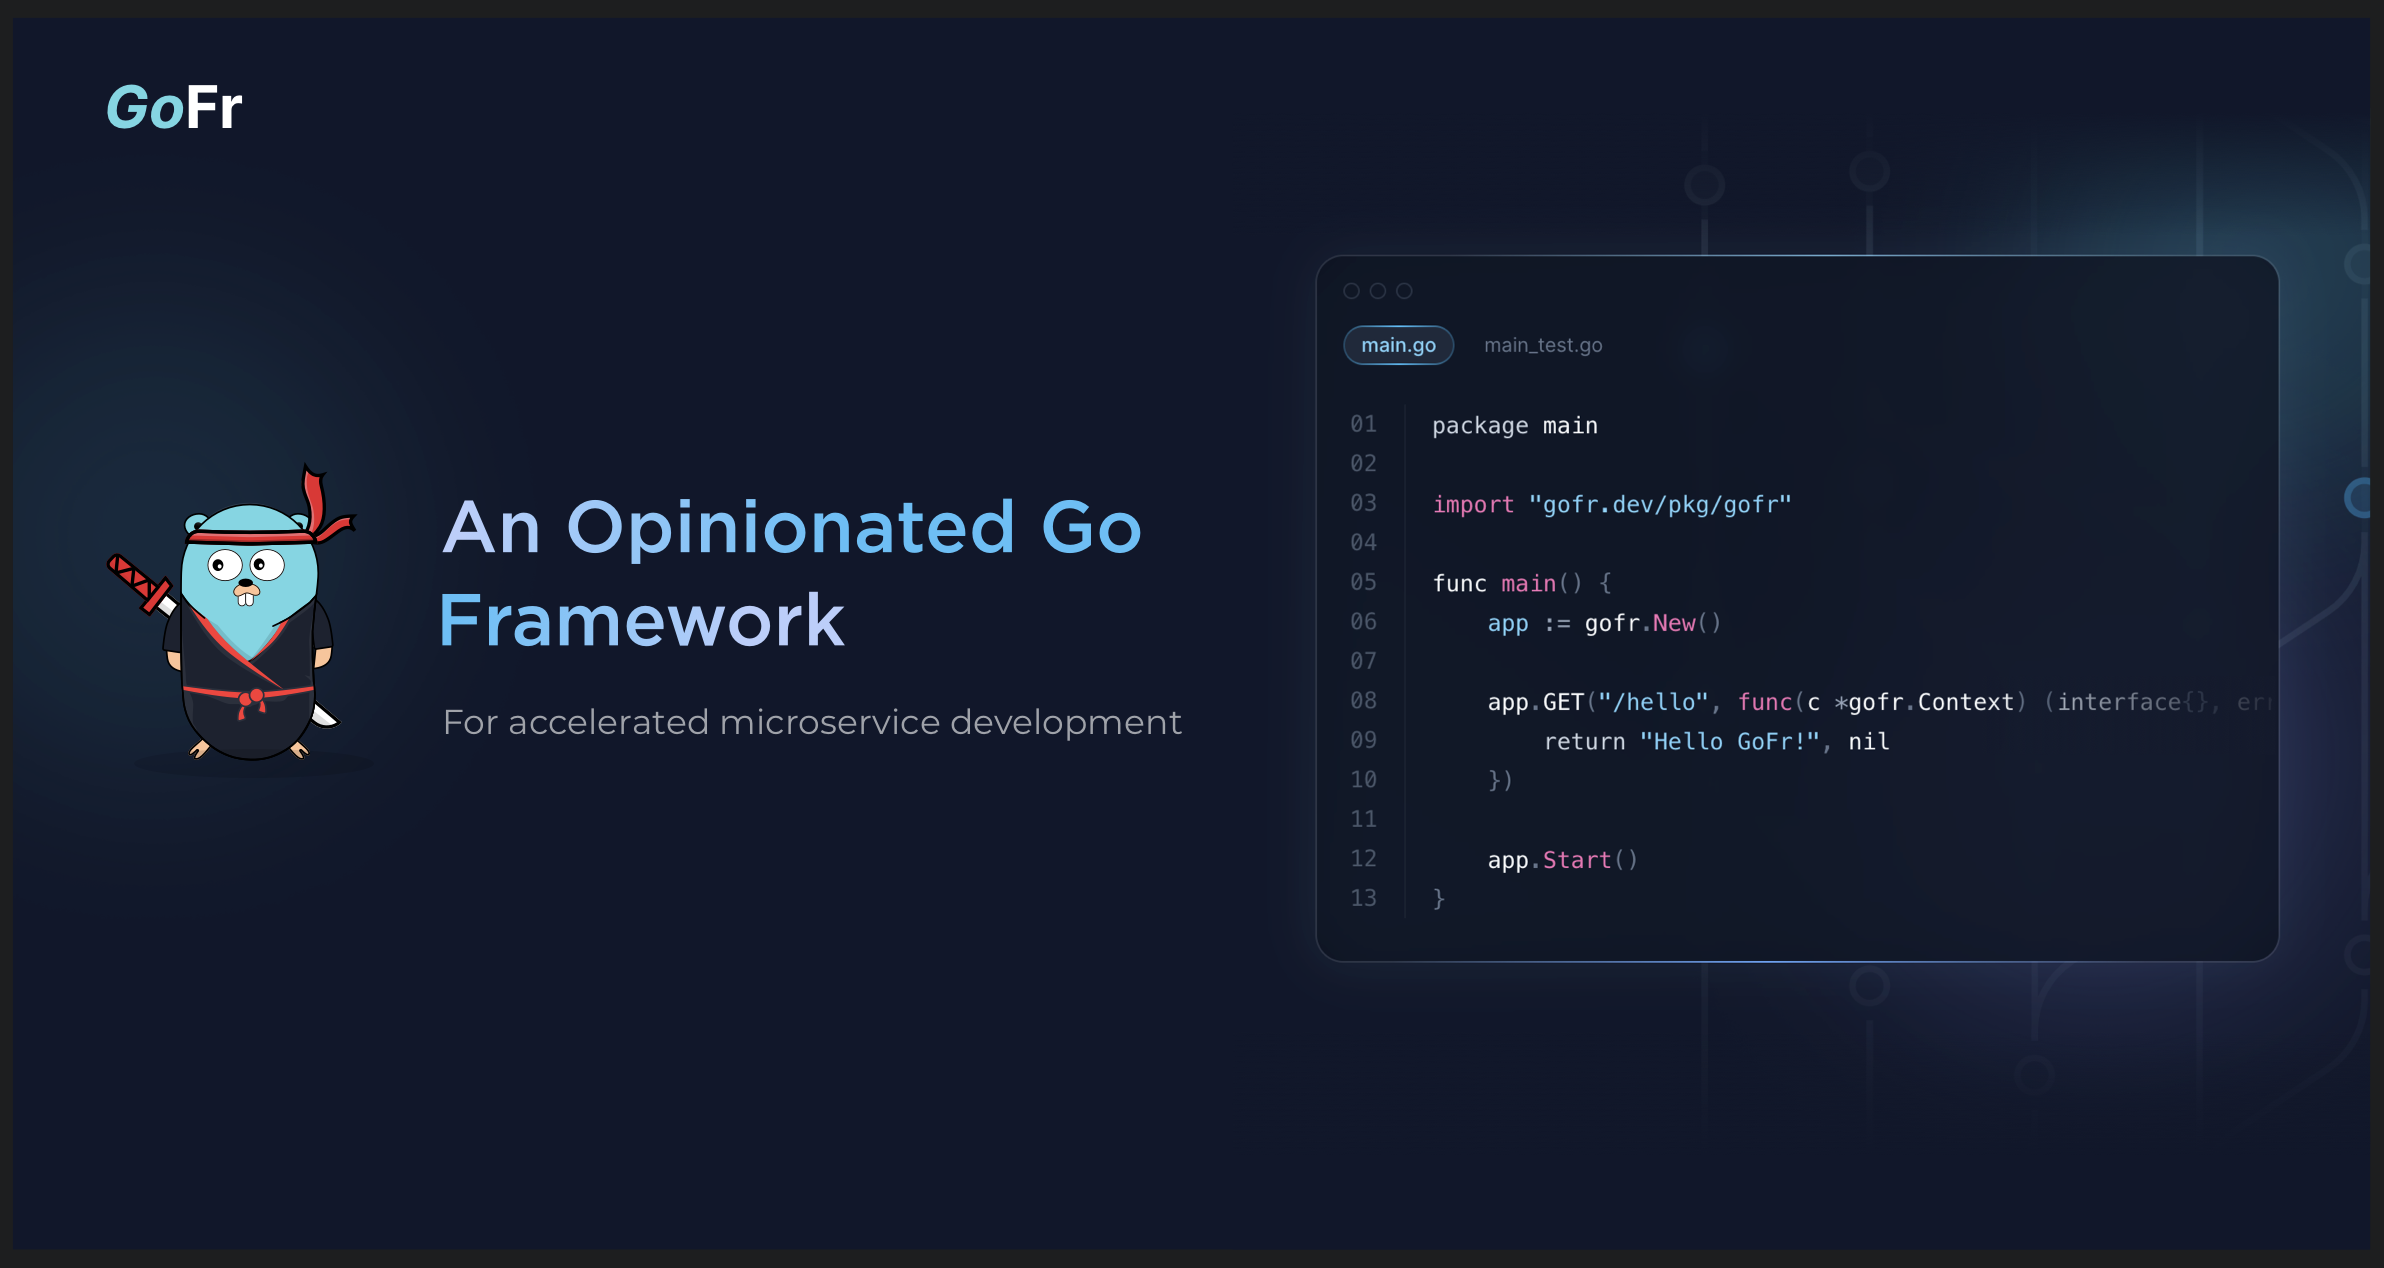 GoFr
An Opinionated Go
Framework
For accelerated microservice development
main.go main_test.go
01 package main
02
03 import "gofr.dev/pkg/gofr"
04
05 func main() {
06     app := gofr.New()
07
08     app.GET("/hello", func(c *gofr.Context) (interface{}, err
09         return "Hello GoFr!", nil
10     })
11
12     app.Start()
13 }